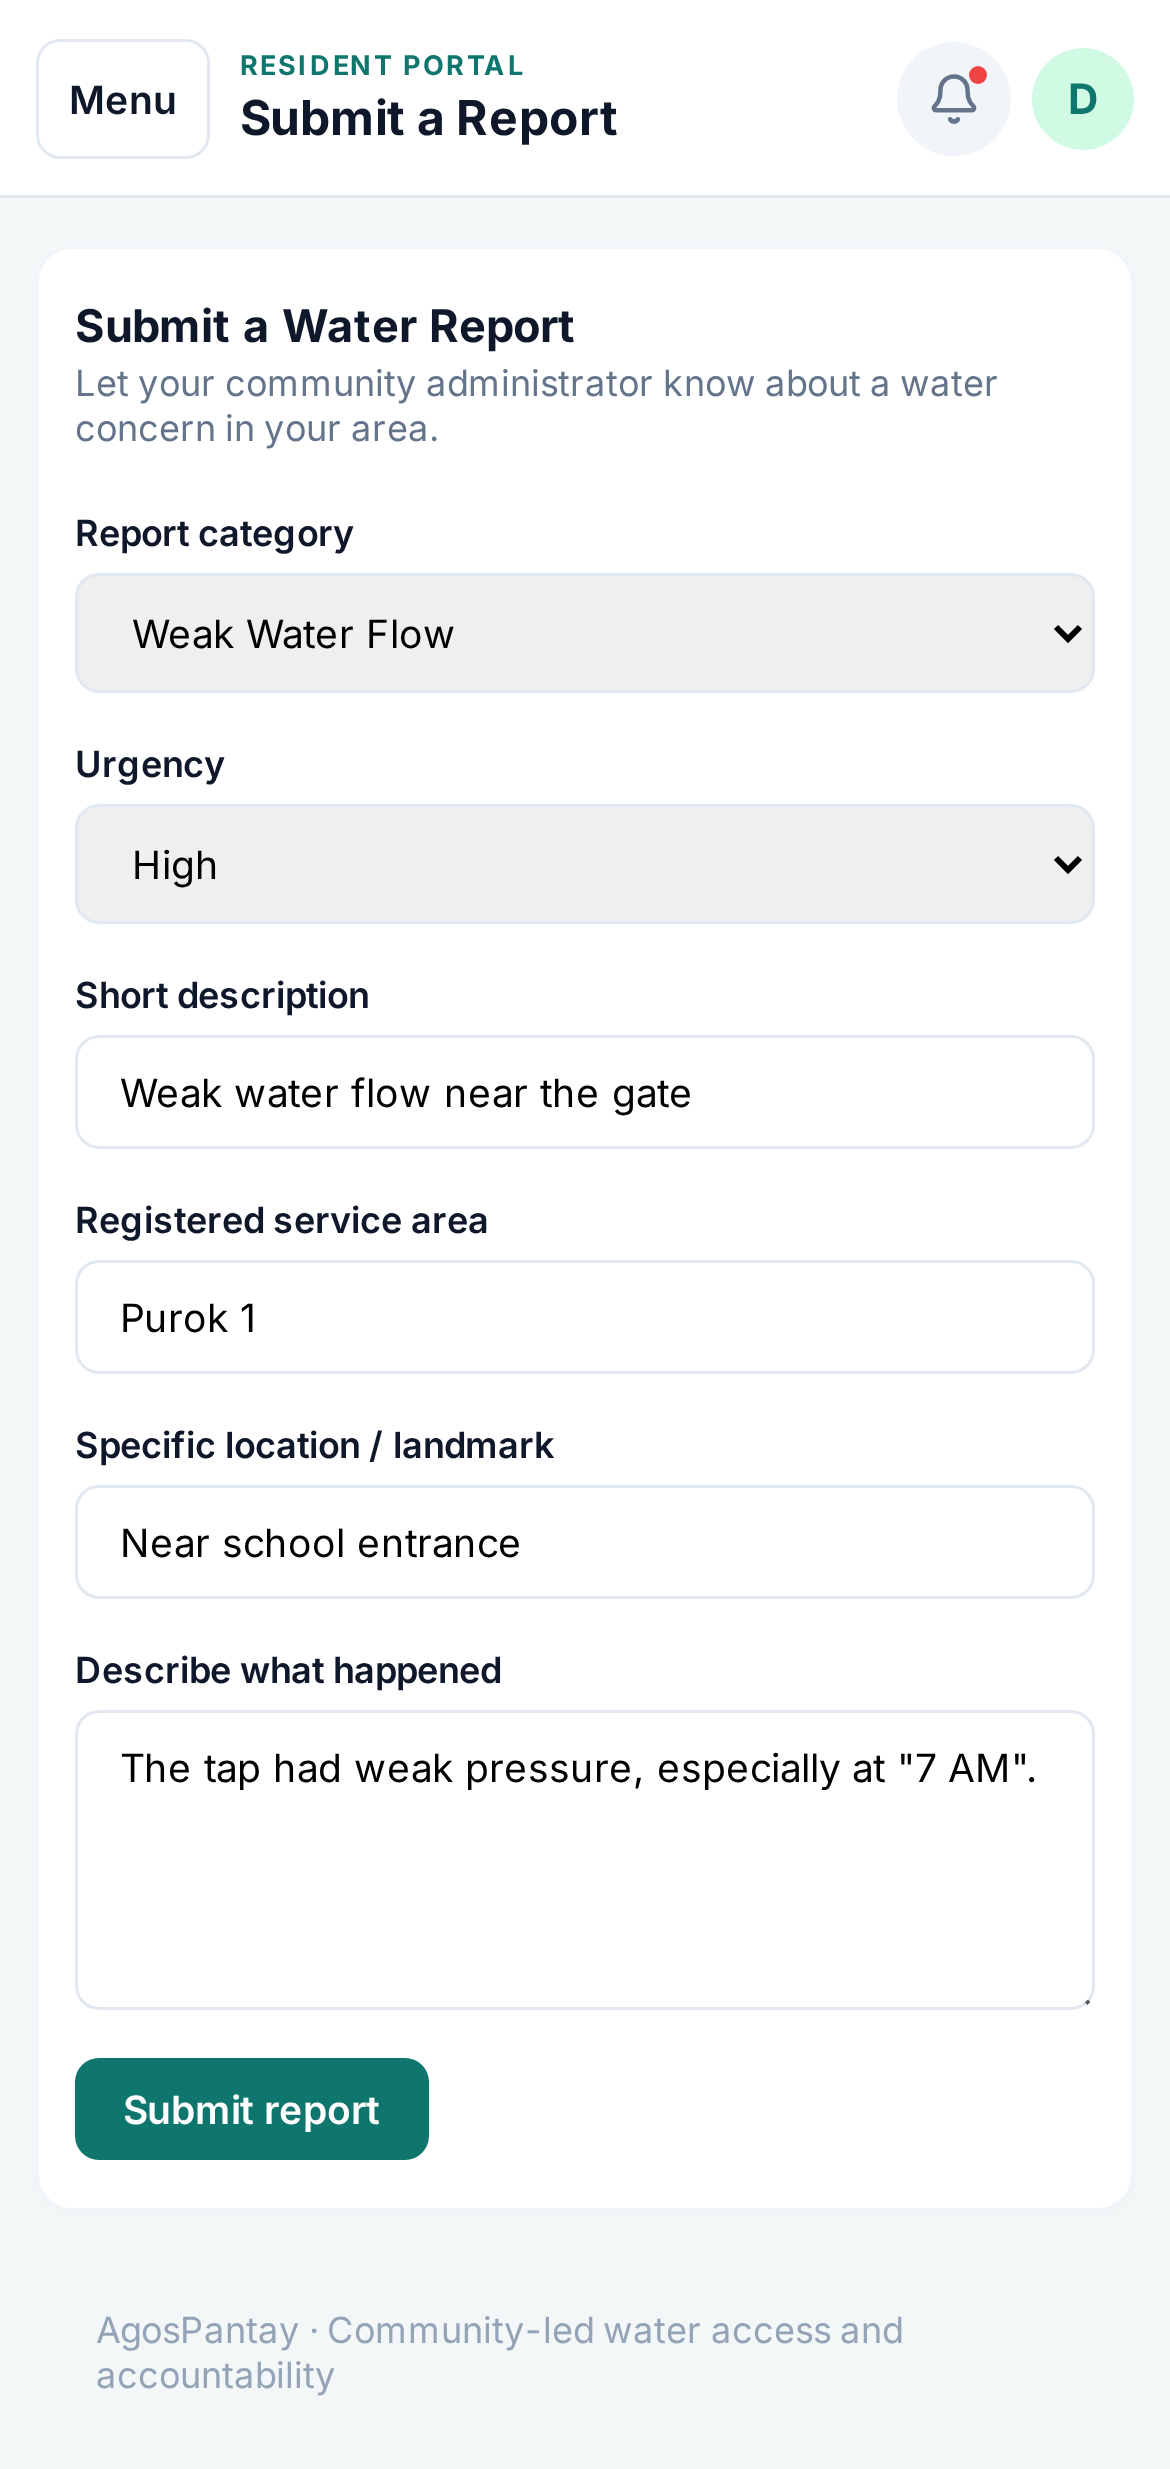 Menu
RESIDENT PORTAL
Submit a Report
D
Submit a Water Report
Let your community administrator know about a water
concern in your area.
Report category
Weak Water Flow
Urgency
High
Short description
Weak water flow near the gate
Registered service area
Purok 1
Specific location / landmark
Near school entrance
Describe what happened
The tap had weak pressure, especially at "7 AM".
Submit report
AgosPantay · Community-led water access and
accountability